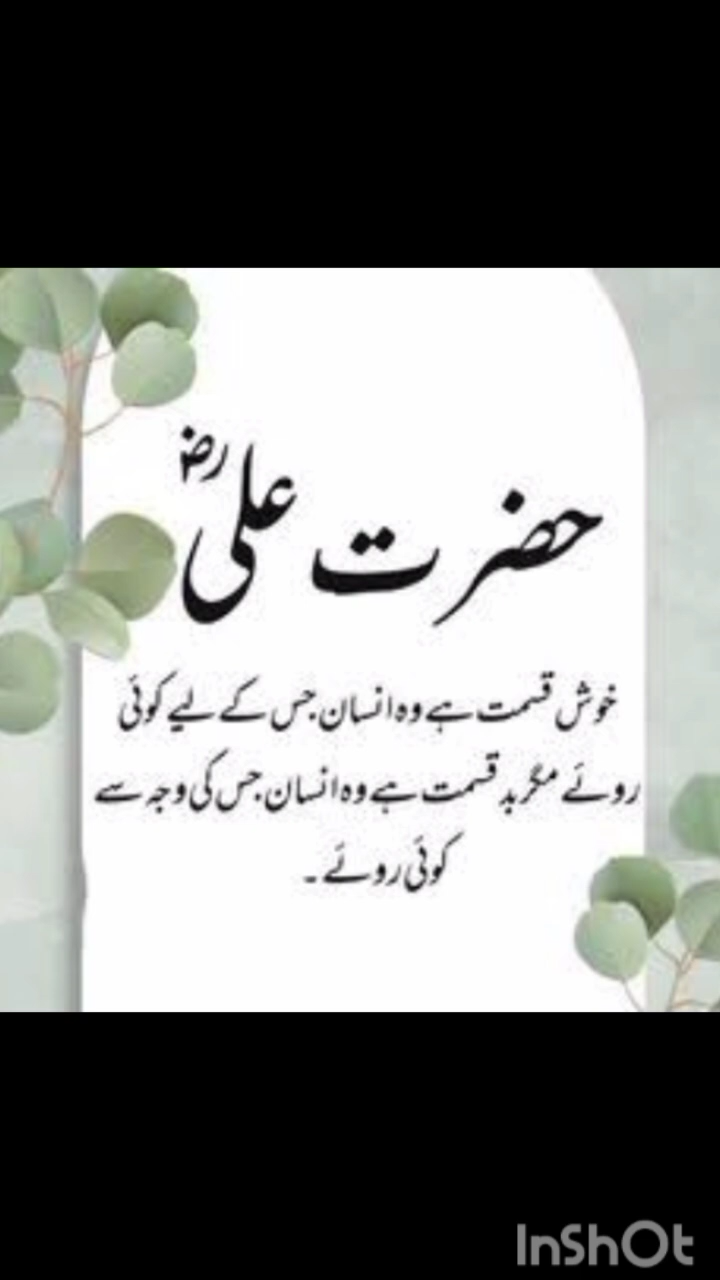 حضرت علی رض
خوش قسمت ہے وہ انسان جس کے لیے کوئی
روئے مگر بد قسمت ہے وہ انسان جس کی وجہ سے
کوئی روئے ۔
InShOt